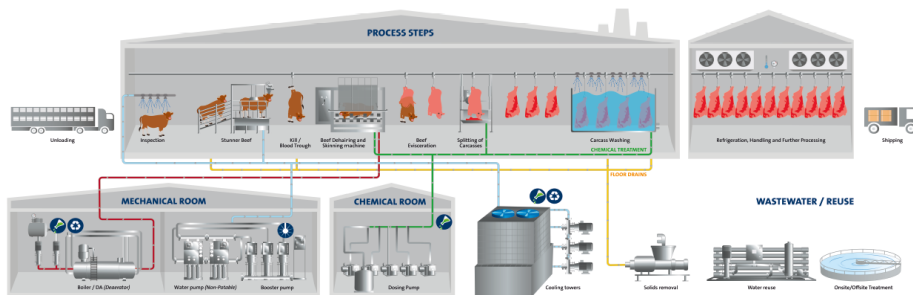 PROCESS STEPS
Unloading
Inspection
Stunner Beef
Kill /
Blood Trough
Beef Dehairing and
Skinning machine
Beef
Evisceration
Splitting of
Carcasses
Carcass Washing
CHEMICAL TREATMENT
Refrigeration, Handling and Further Processing
Shipping
FLOOR DRAINS
MECHANICAL ROOM
CHEMICAL ROOM
WASTEWATER / REUSE
Boiler / DA (Deaerator)
Water pump (Non-Potable)
Booster pump
Dosing Pump
Cooling towers
Solids removal
Water reuse
Onsite/Offsite Treatment